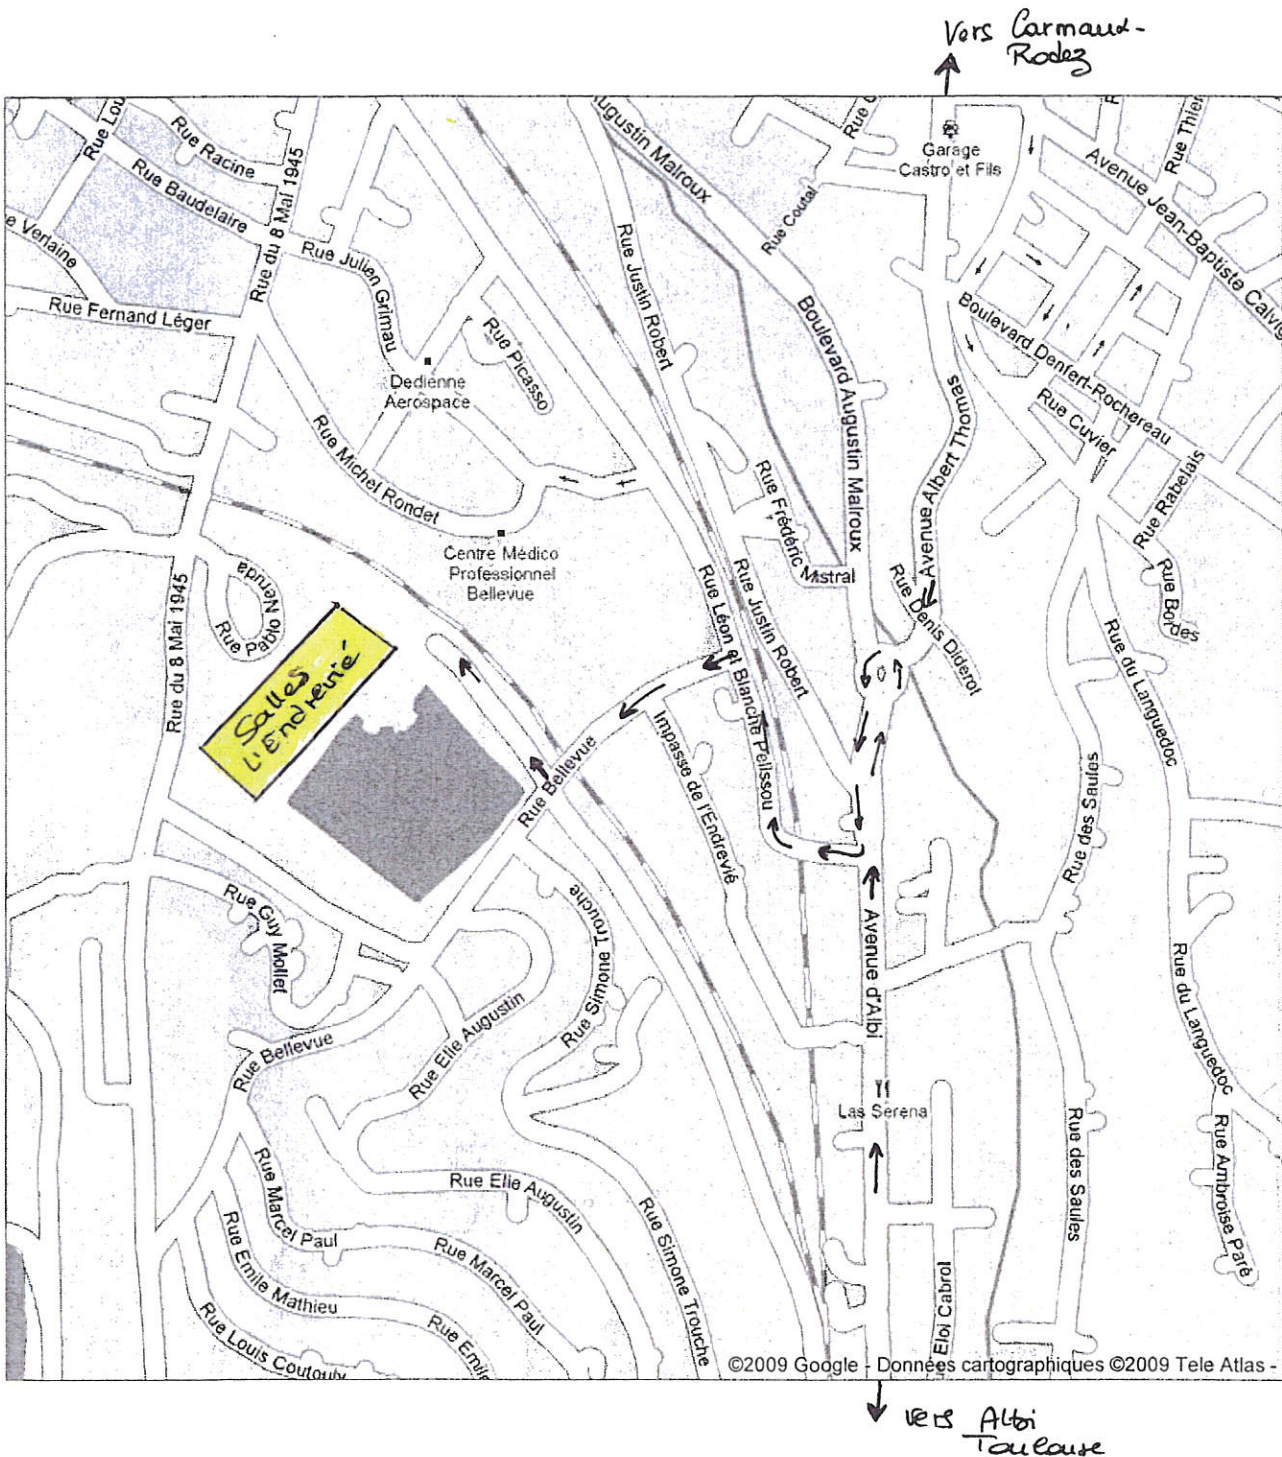 Vers Carmaux-
Rodez
Rue Racine
Rue Baudelaire
Rue du 8 Mai 1945
Rue Julien Grimau
Rue Fernand Léger
Rue Picasso
Dedienne
Aerospace
Rue Michel Rondet
Centre Médico
Professionnel
Bellevue
Rue Justin Robert
Augustin Malroux
Rue Coutal
Garage
Castro et Fils
Rue Thier
Avenue Jean-Baptiste Calvig
Boulevard Augustin Malroux
Boulevard Denfert-Rochereau
Avenue Albert Thomas
Rue Cuvier
Rue Rabelais
Rue Bordes
Rue Frédéric Mistral
Rue Denis Diderot
Rue Léon et Blanche Pelissou
Rue Justin Robert
Rue du Languedoc
Rue Pablo Neruda
Rue du 8 Mai 1945
Salles
L'Endrevié
Rue Bellevue
Impasse de l'Endrevié
Rue des Saules
Rue Guy Mollet
Rue Simone Trouche
Avenue d'Albi
Rue du Languedoc
Rue Bellevue
Rue Elie Augustin
Las Serena
Rue des Saules
Rue Ambroise Paré
Rue Marcel Paul
Rue Elie Augustin
Rue Simone Trouche
Rue Emile Mathieu
Rue Marcel Paul
Rue Louis Coutouly
Rue Emile
Eloi Cabrol
©2009 Google - Données cartographiques ©2009 Tele Atlas -
vers Albi
Toulouse